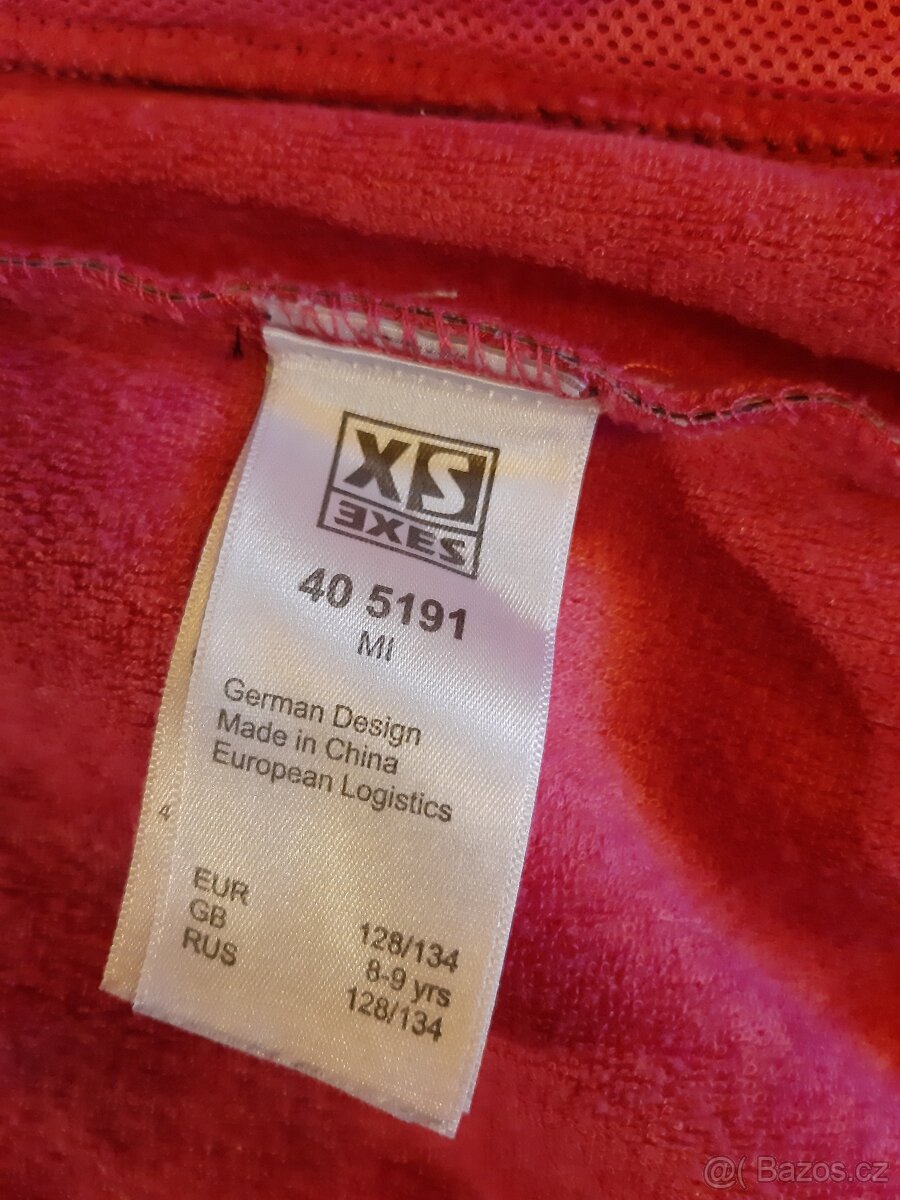 XS
EXES
40 5191
MI
German Design
Made in China
European Logistics
4
EUR 128/134
GB 8-9 yrs
RUS 128/134
@( Bazos.cz